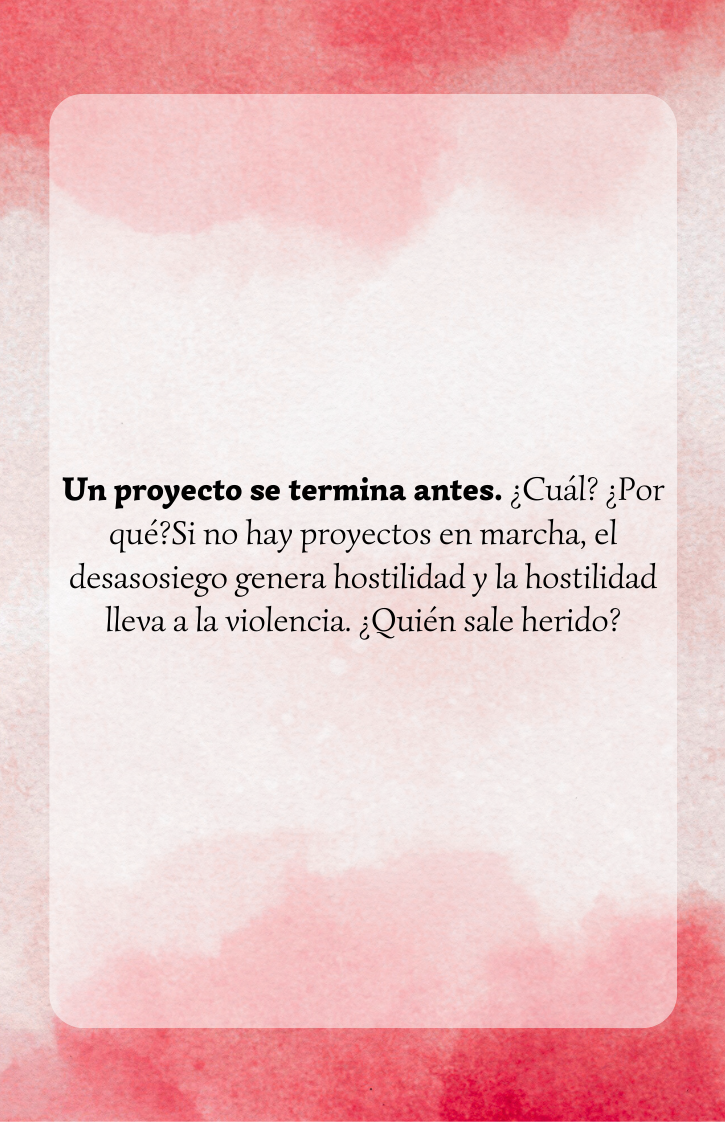 Un proyecto se termina antes. ¿Cuál? ¿Por
qué?Si no hay proyectos en marcha, el
desasosiego genera hostilidad y la hostilidad
lleva a la violencia. ¿Quién sale herido?